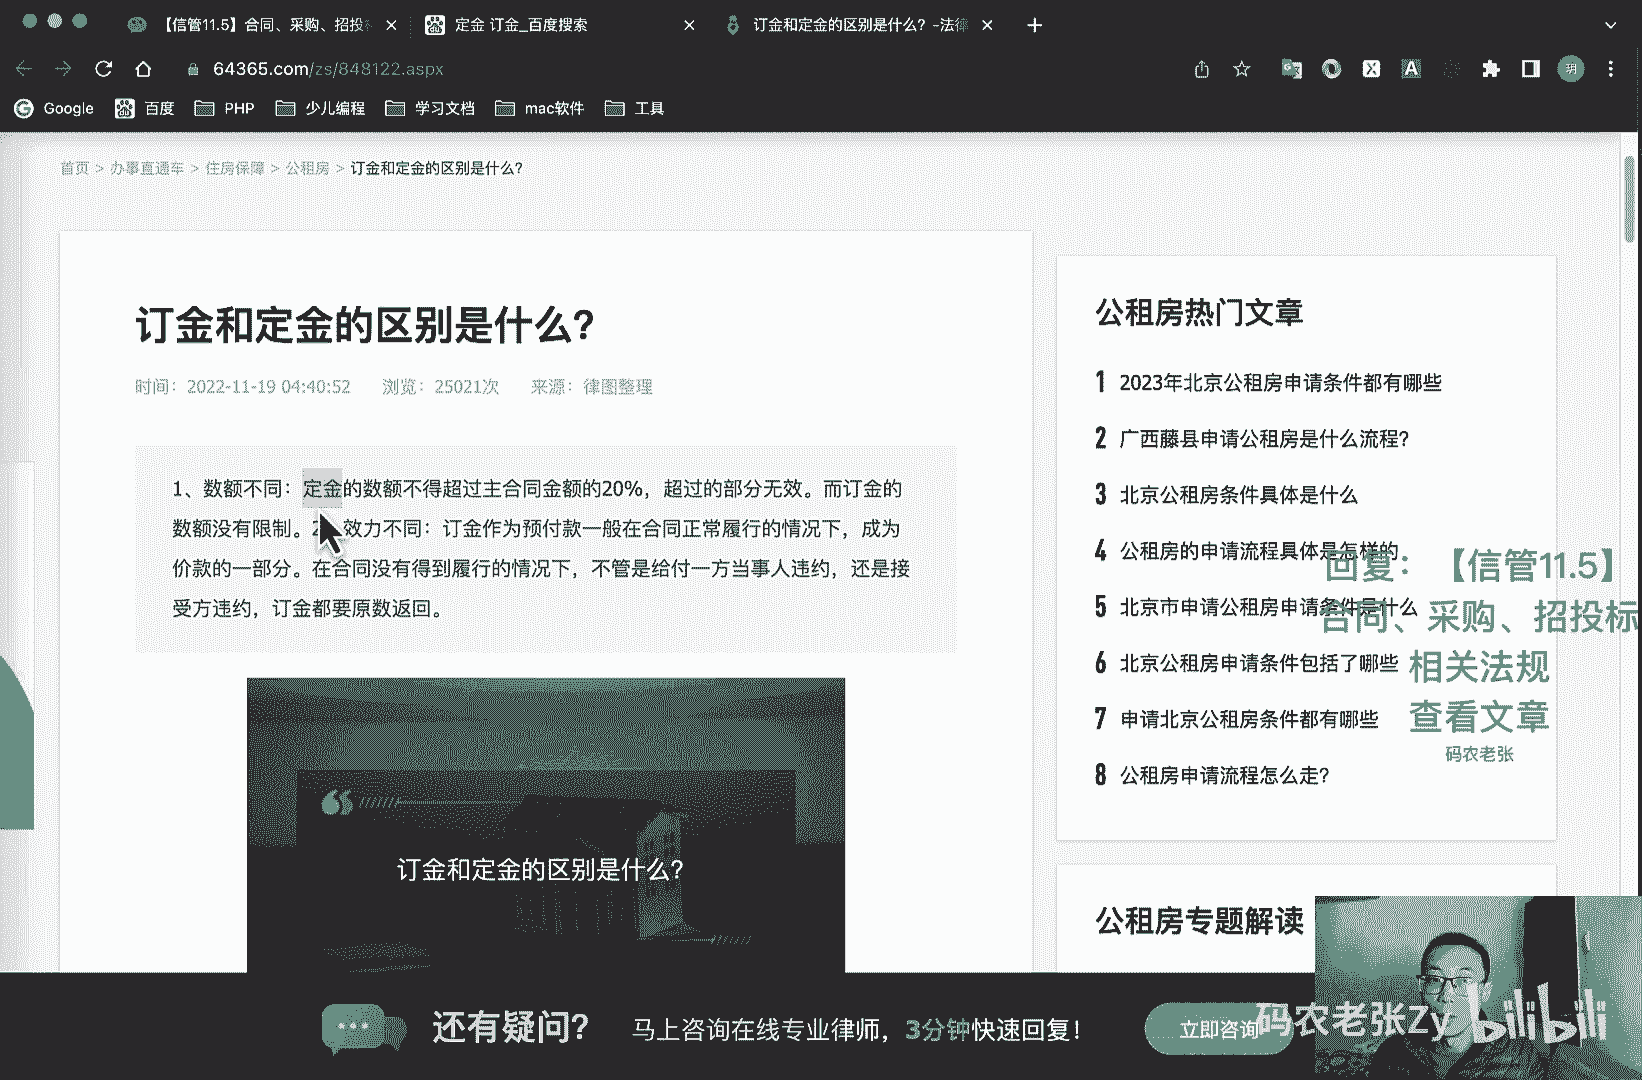 【信管11.5】合同、采购、招投标
定金 订金_百度搜索
订金和定金的区别是什么？-法律
64365.com/zs/848122.aspx
玥
Google
百度
PHP
少儿编程
学习文档
mac软件
工具
首页 > 办事直通车 > 住房保障 > 公租房 > 订金和定金的区别是什么？
订金和定金的区别是什么？
时间：2022-11-19 04:40:52 浏览：25021次 来源：律图整理
1、数额不同：定金的数额不得超过主合同金额的20%，超过的部分无效。而订金的
数额没有限制。2、效力不同：订金作为预付款一般在合同正常履行的情况下，成为
价款的一部分。在合同没有得到履行的情况下，不管是给付一方当事人违约，还是接
受方违约，订金都要原数返回。
订金和定金的区别是什么？
公租房热门文章
1 2023年北京公租房申请条件都有哪些
2 广西藤县申请公租房是什么流程?
3 北京公租房条件具体是什么
4 公租房的申请流程具体是怎样的
5 北京市申请公租房申请条件是什么
6 北京公租房申请条件包括了哪些
7 申请北京公租房条件都有哪些
8 公租房申请流程怎么走?
公租房专题解读
回复：【信管11.5】
合同、采购、招投标
相关法规
查看文章
码农老张
还有疑问？
马上咨询在线专业律师，3分钟快速回复！
立即咨询
码农老张Zy bilibili